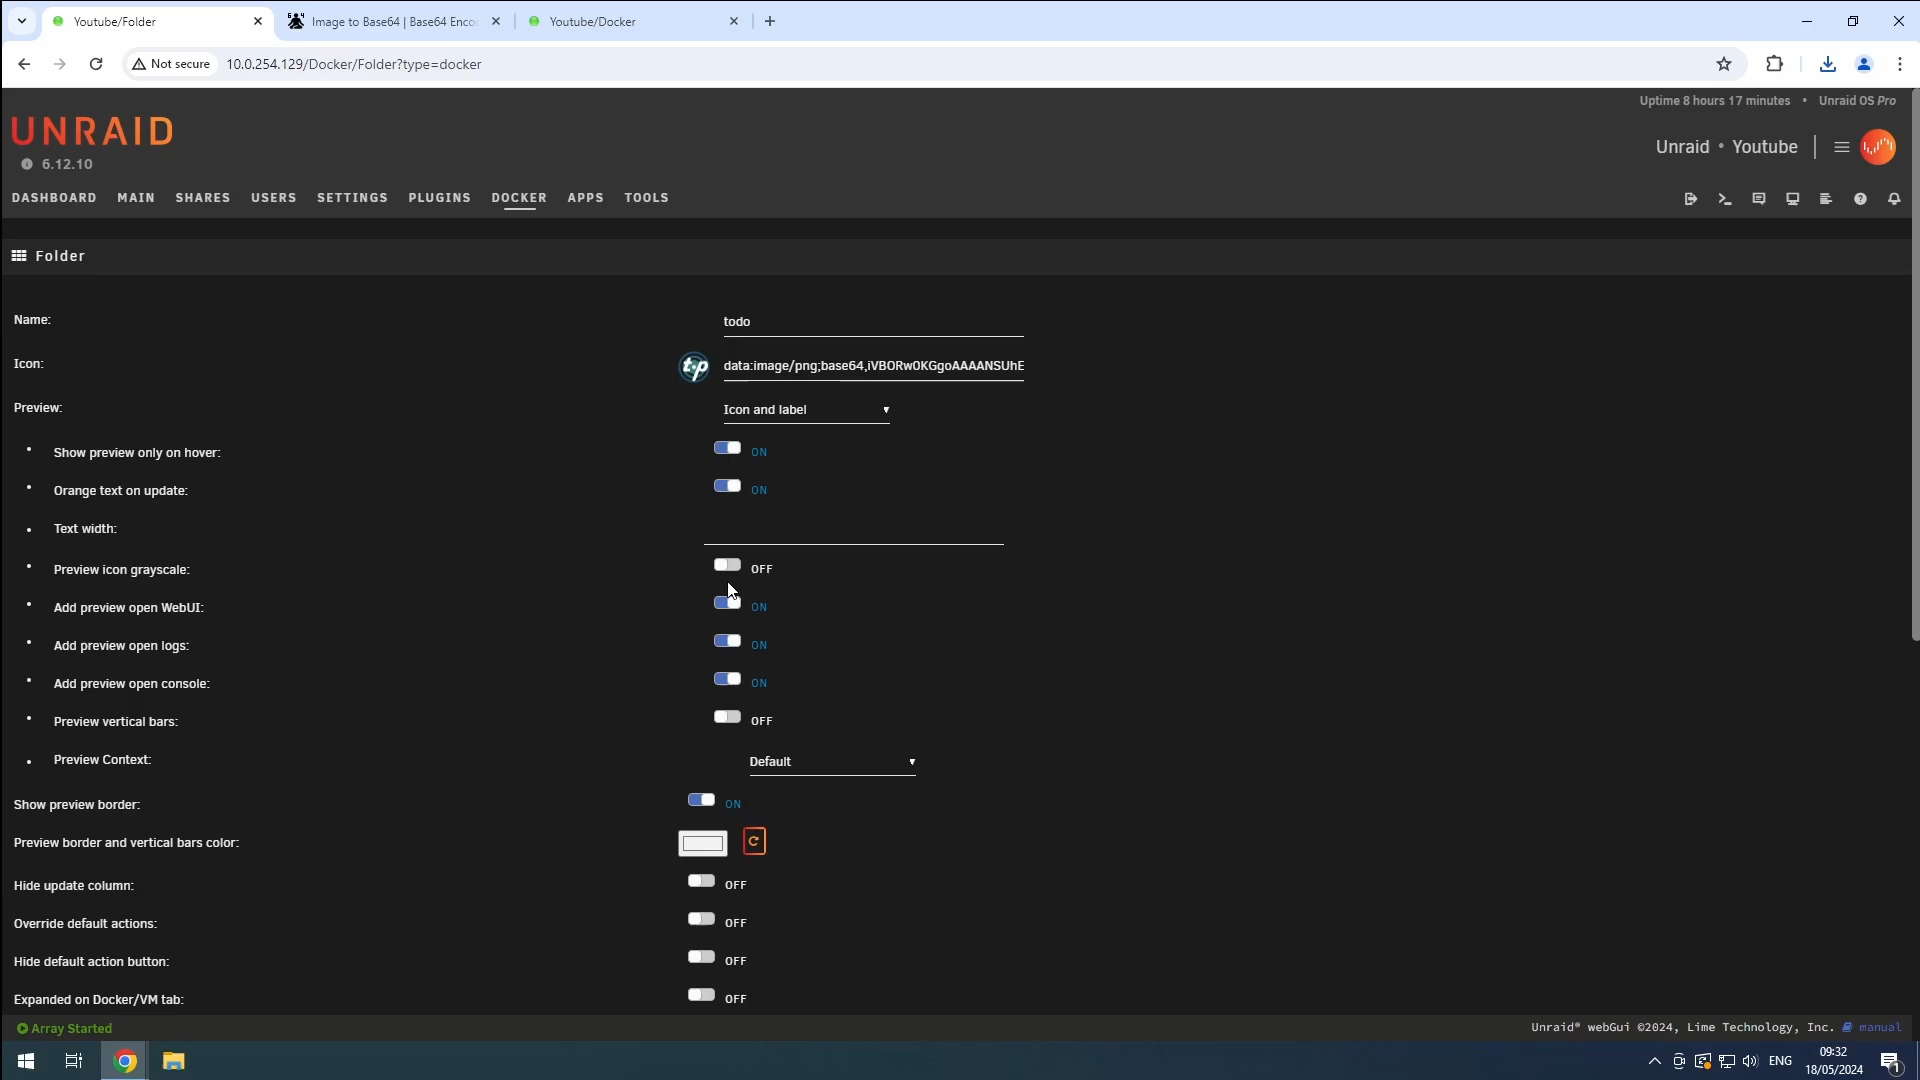 Youtube/Folder
Image to Base64 | Base64 Enco
Youtube/Docker
Not secure
10.0.254.129/Docker/Folder?type=docker
Uptime 8 hours 17 minutes • Unraid OS Pro
UNRAID
6.12.10
Unraid • Youtube
DASHBOARD MAIN SHARES USERS SETTINGS PLUGINS DOCKER APPS TOOLS
Folder
Name:
todo
Icon:
tp
data:image/png;base64,iVBORw0KGgoAAAANSUhE
Preview:
Icon and label
Show preview only on hover:
ON
Orange text on update:
ON
Text width:
Preview icon grayscale:
OFF
Add preview open WebUI:
ON
Add preview open logs:
ON
Add preview open console:
ON
Preview vertical bars:
OFF
Preview Context:
Default
Show preview border:
ON
Preview border and vertical bars color:
Hide update column:
OFF
Override default actions:
OFF
Hide default action button:
OFF
Expanded on Docker/VM tab:
OFF
Array Started
Unraid® webGui ©2024, Lime Technology, Inc. manual
ENG
09:32
18/05/2024
1